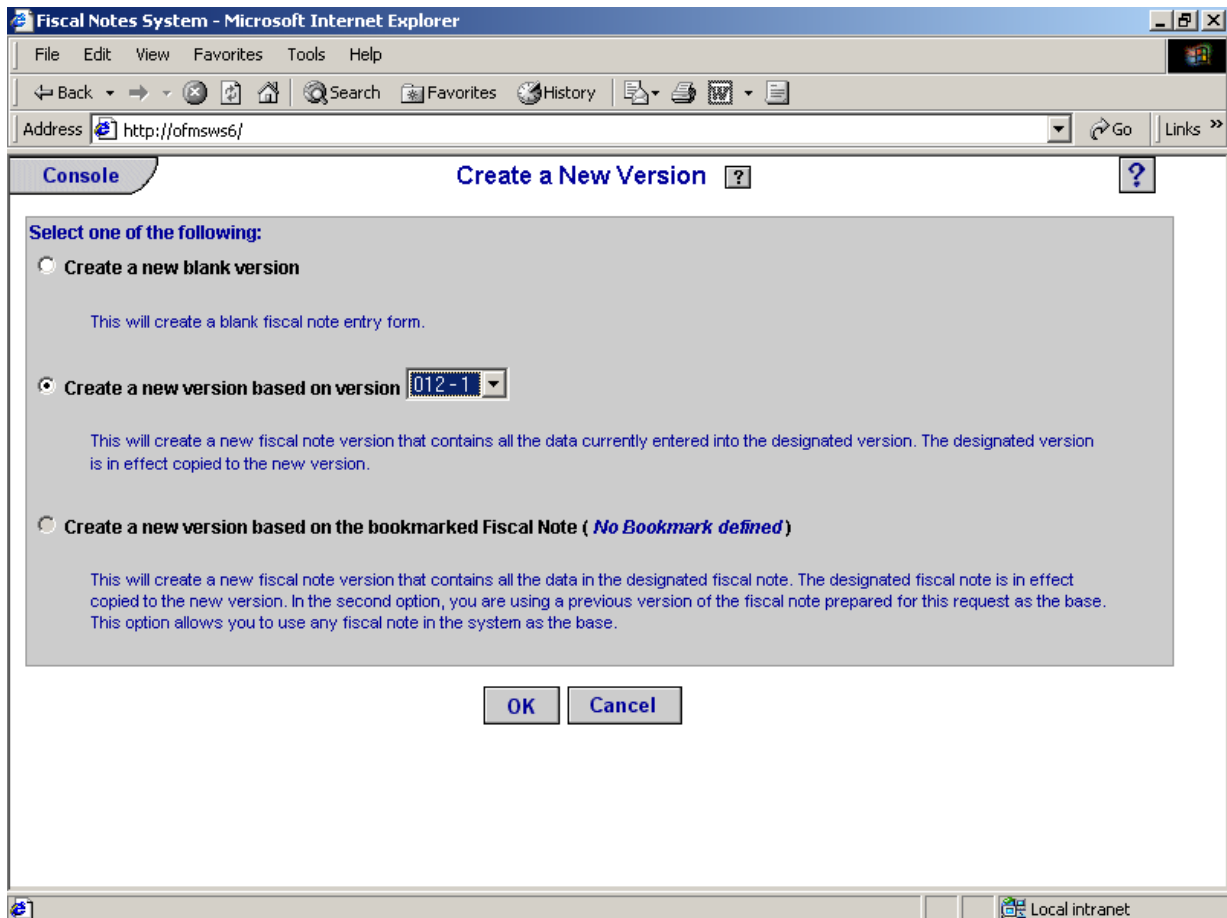 Fiscal Notes System - Microsoft Internet Explorer
File Edit View Favorites Tools Help
Back Search Favorites History
Address http://ofmsws6/ Go Links »
Console Create a New Version ? ?
Select one of the following:
Create a new blank version
This will create a blank fiscal note entry form.
Create a new version based on version 012 - 1
This will create a new fiscal note version that contains all the data currently entered into the designated version. The designated version
is in effect copied to the new version.
Create a new version based on the bookmarked Fiscal Note ( No Bookmark defined )
This will create a new fiscal note version that contains all the data in the designated fiscal note. The designated fiscal note is in effect
copied to the new version. In the second option, you are using a previous version of the fiscal note prepared for this request as the base.
This option allows you to use any fiscal note in the system as the base.
OK Cancel
Local intranet